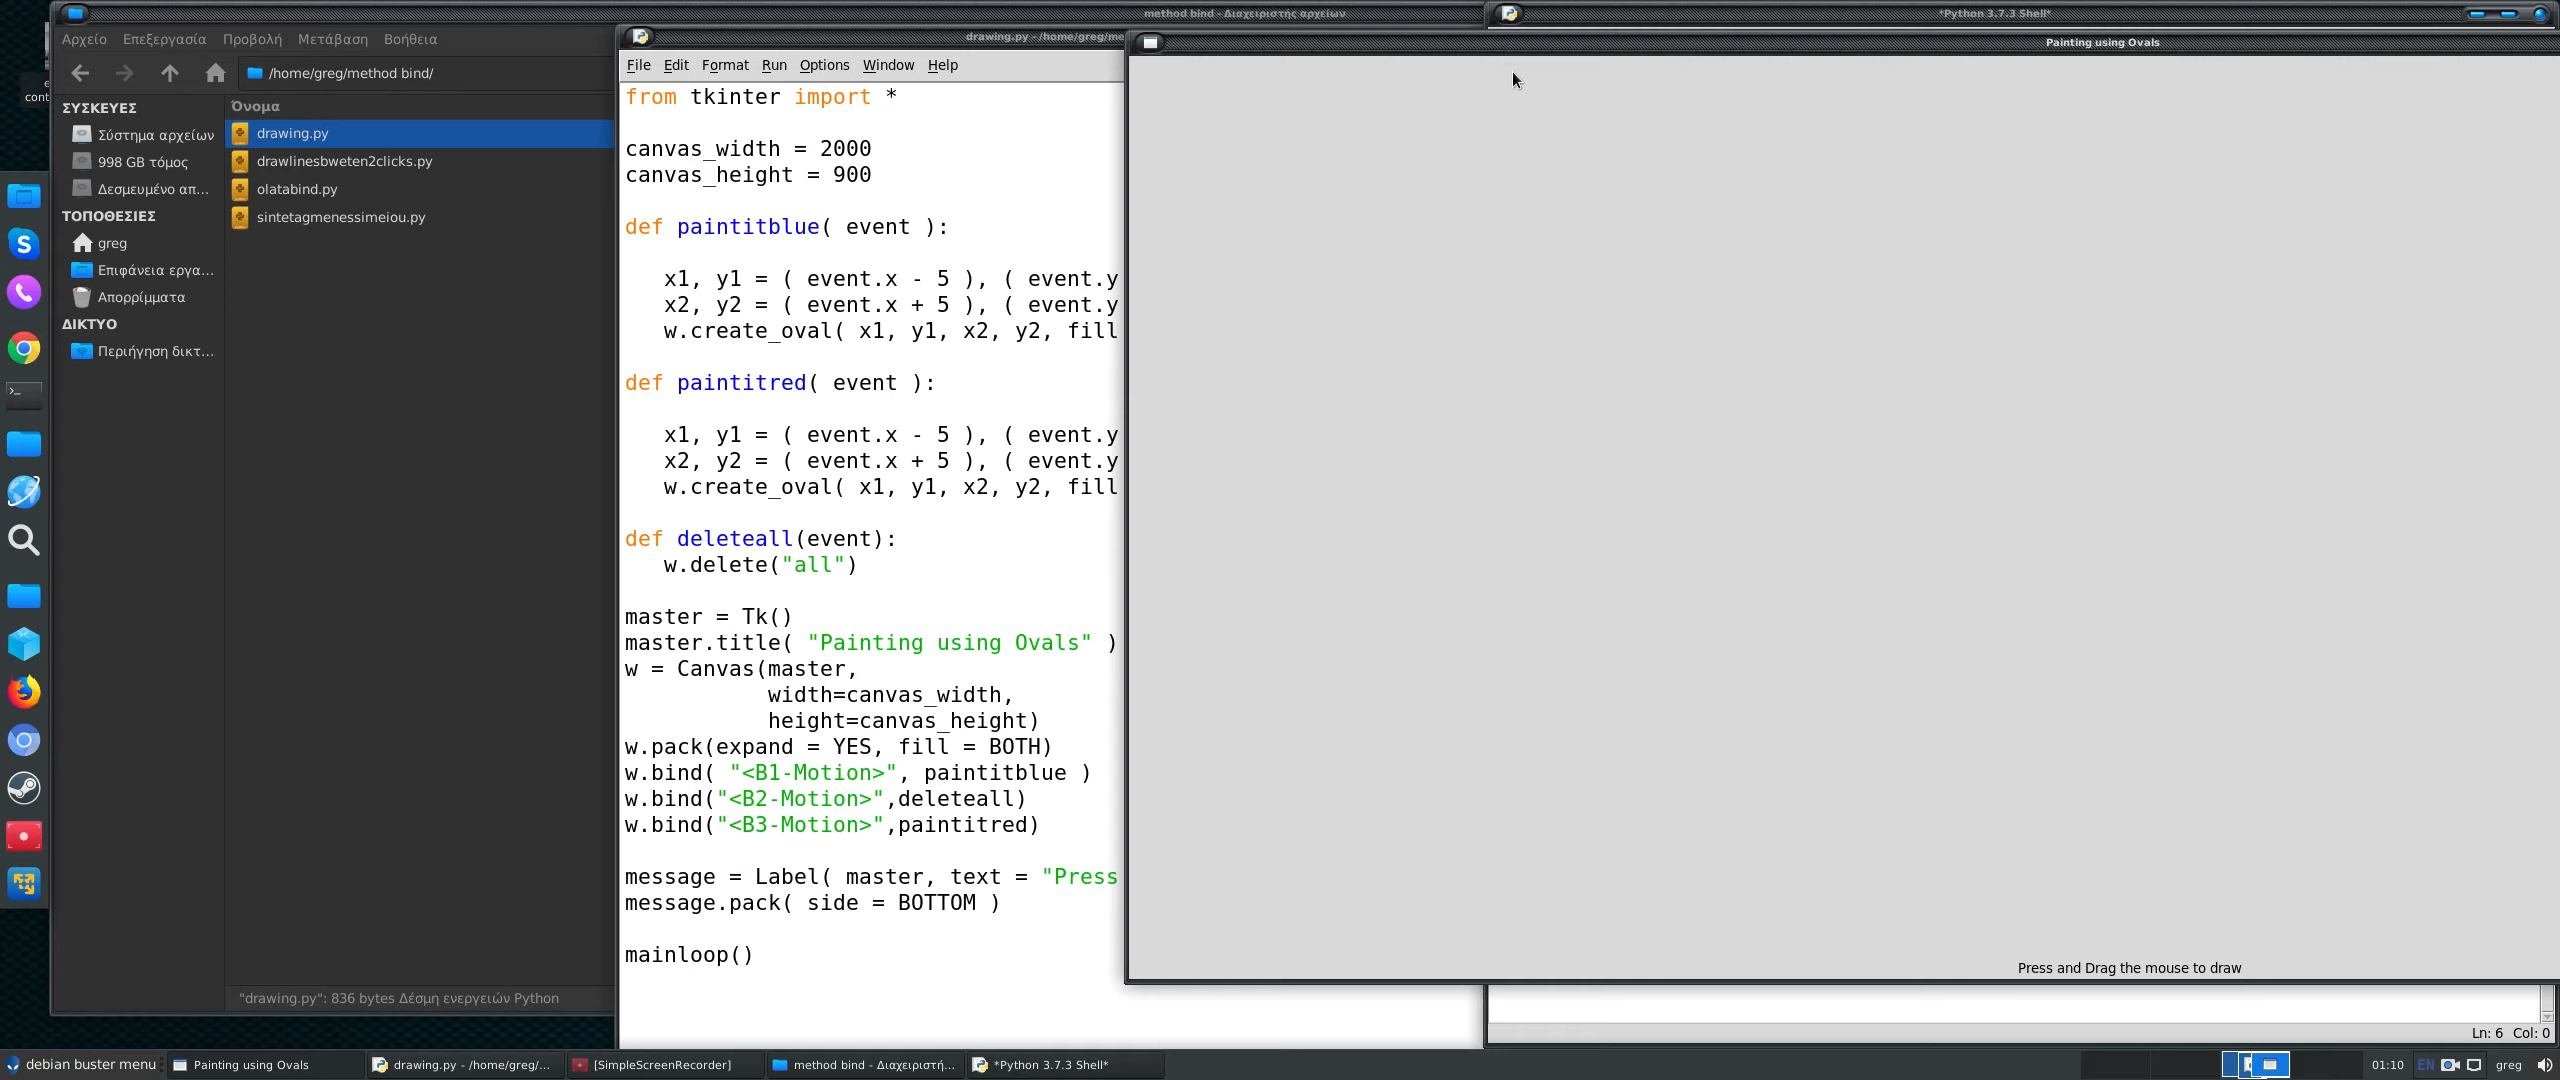 method bind - Διαχειριστής αρχείων
*Python 3.7.3 Shell*
Αρχείο Επεξεργασία Προβολή Μετάβαση Βοήθεια
/home/greg/method bind/
ΣΥΣΚΕΥΕΣ
Σύστημα αρχείων
998 GB τόμος
Δεσμευμένο απ...
ΤΟΠΟΘΕΣΙΕΣ
greg
Επιφάνεια εργα...
Απορρίμματα
ΔΙΚΤΥΟ
Περιήγηση δικτ...
Όνομα
drawing.py
drawlinesbweten2clicks.py
olatabind.py
sintetagmenessimeiou.py
"drawing.py": 836 bytes Δέσμη ενεργειών Python
drawing.py - /home/greg/me
File Edit Format Run Options Window Help
from tkinter import *
canvas_width = 2000
canvas_height = 900
def paintitblue( event ):
x1, y1 = ( event.x - 5 ), ( event.y
x2, y2 = ( event.x + 5 ), ( event.y
w.create_oval( x1, y1, x2, y2, fill
def paintitred( event ):
x1, y1 = ( event.x - 5 ), ( event.y
x2, y2 = ( event.x + 5 ), ( event.y
w.create_oval( x1, y1, x2, y2, fill
def deleteall(event):
w.delete("all")
master = Tk()
master.title( "Painting using Ovals" )
w = Canvas(master,
width=canvas_width,
height=canvas_height)
w.pack(expand = YES, fill = BOTH)
w.bind( "<B1-Motion>", paintitblue )
w.bind("<B2-Motion>",deleteall)
w.bind("<B3-Motion>",paintitred)
message = Label( master, text = "Press
message.pack( side = BOTTOM )
mainloop()
Painting using Ovals
Press and Drag the mouse to draw
Ln: 6 Col: 0
debian buster menu
Painting using Ovals
drawing.py - /home/greg/...
[SimpleScreenRecorder]
method bind - Διαχειριστή...
*Python 3.7.3 Shell*
01:10
EN
greg